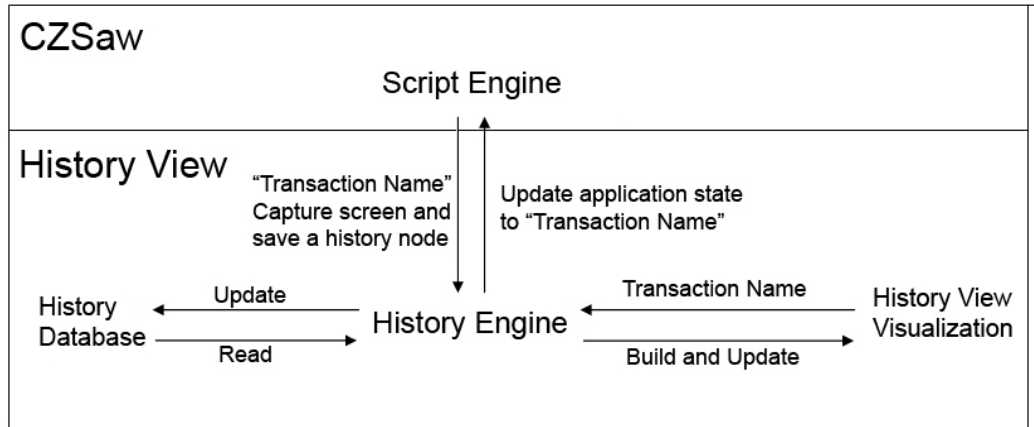 CZSaw
Script Engine
History View
“Transaction Name”
Capture screen and
save a history node
Update application state
to “Transaction Name”
History
Database
Update
Read
History Engine
Transaction Name
Build and Update
History View
Visualization